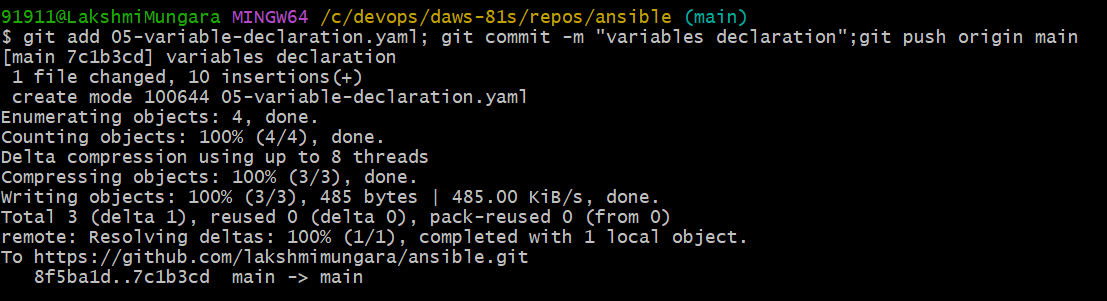 91911@LakshmiMungara MINGW64 /c/devops/daws-81s/repos/ansible (main)
$ git add 05-variable-declaration.yaml; git commit -m "variables declaration";git push origin main
[main 7c1b3cd] variables declaration
 1 file changed, 10 insertions(+)
 create mode 100644 05-variable-declaration.yaml
Enumerating objects: 4, done.
Counting objects: 100% (4/4), done.
Delta compression using up to 8 threads
Compressing objects: 100% (3/3), done.
Writing objects: 100% (3/3), 485 bytes | 485.00 KiB/s, done.
Total 3 (delta 1), reused 0 (delta 0), pack-reused 0 (from 0)
remote: Resolving deltas: 100% (1/1), completed with 1 local object.
To https://github.com/lakshmimungara/ansible.git
   8f5ba1d..7c1b3cd  main -> main